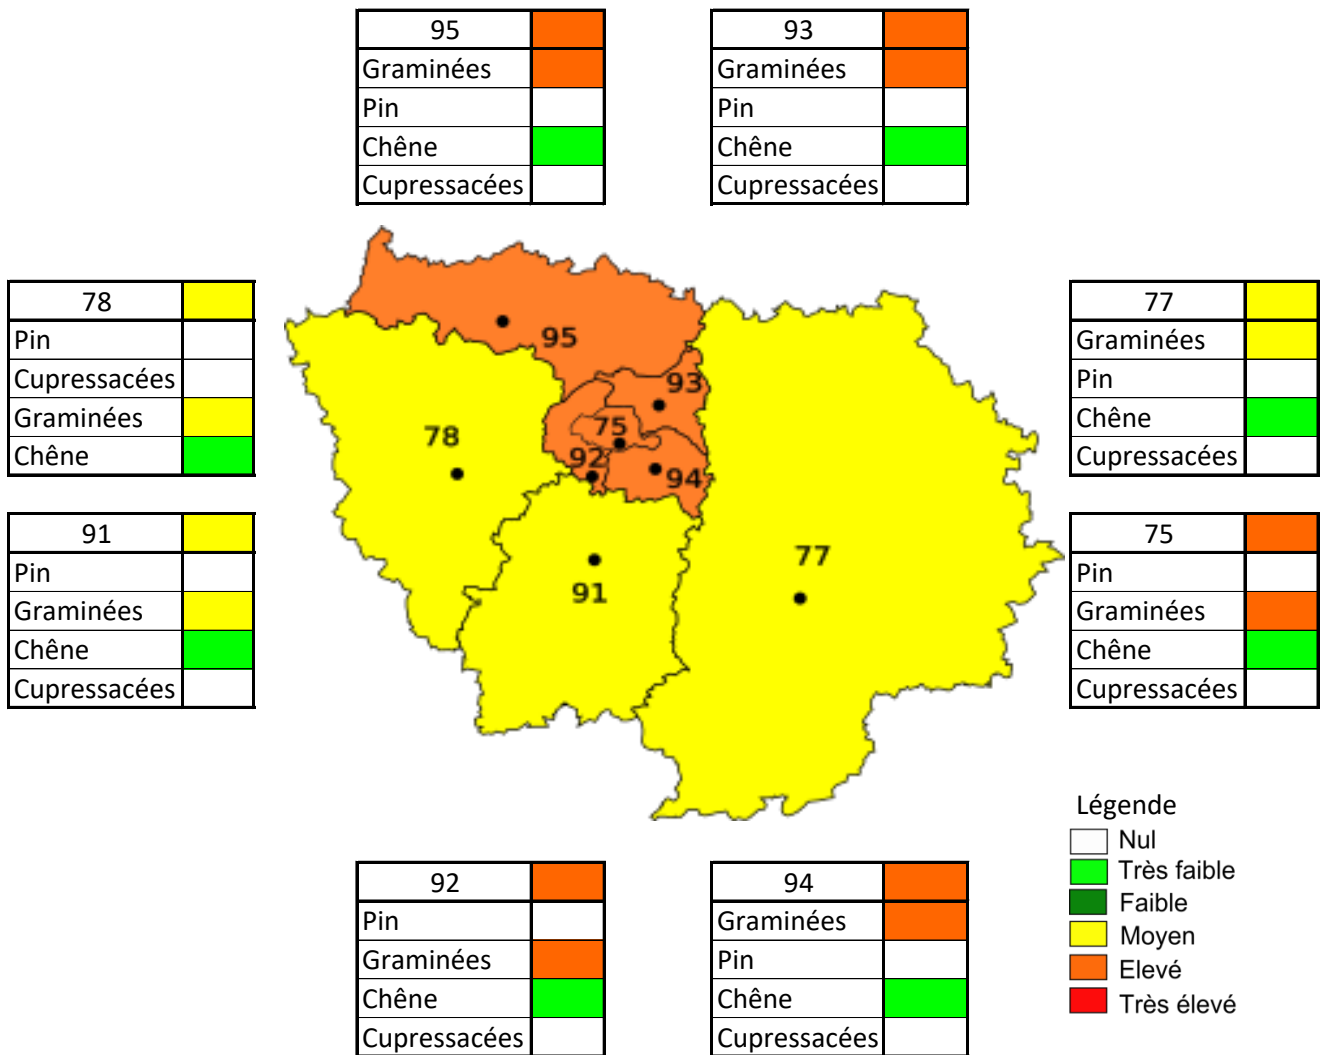 95
Graminées
Pin
Chêne
Cupressacées
93
Graminées
Pin
Chêne
Cupressacées
78
Pin
Cupressacées
Graminées
Chêne
77
Graminées
Pin
Chêne
Cupressacées
91
Pin
Graminées
Chêne
Cupressacées
75
Pin
Graminées
Chêne
Cupressacées
95
93
75
78
92
94
77
91
92
Pin
Graminées
Chêne
Cupressacées
94
Graminées
Pin
Chêne
Cupressacées
Légende
Nul
Très faible
Faible
Moyen
Elevé
Très élevé